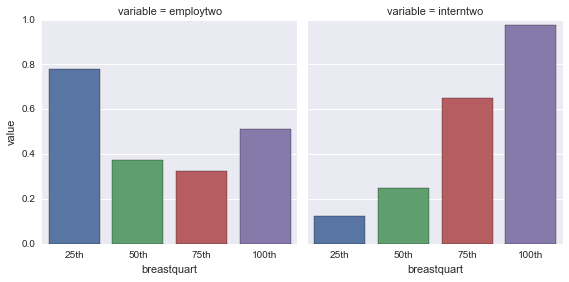 variable = employtwo
variable = interntwo
value
1.0
0.8
0.6
0.4
0.2
0.0
25th 50th 75th 100th
25th 50th 75th 100th
breastquart
breastquart